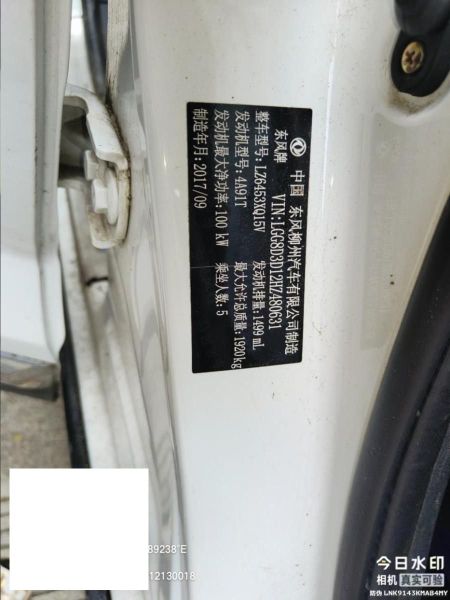 中国 东风柳州汽车有限公司制造
东风牌 VIN:LGG8D3D12HZ480631
整车型号: LZ6453XQ15V 发动机排量: 1499 mL
发动机型号: 4A91T 最大允许总质量: 1920 kg
发动机最大净功率: 100 kW 乘坐人数: 5
制造年月: 2017/09
89238°E
12130018
今日水印
相机 真实可验
防伪 LNK9143KMAB4MY